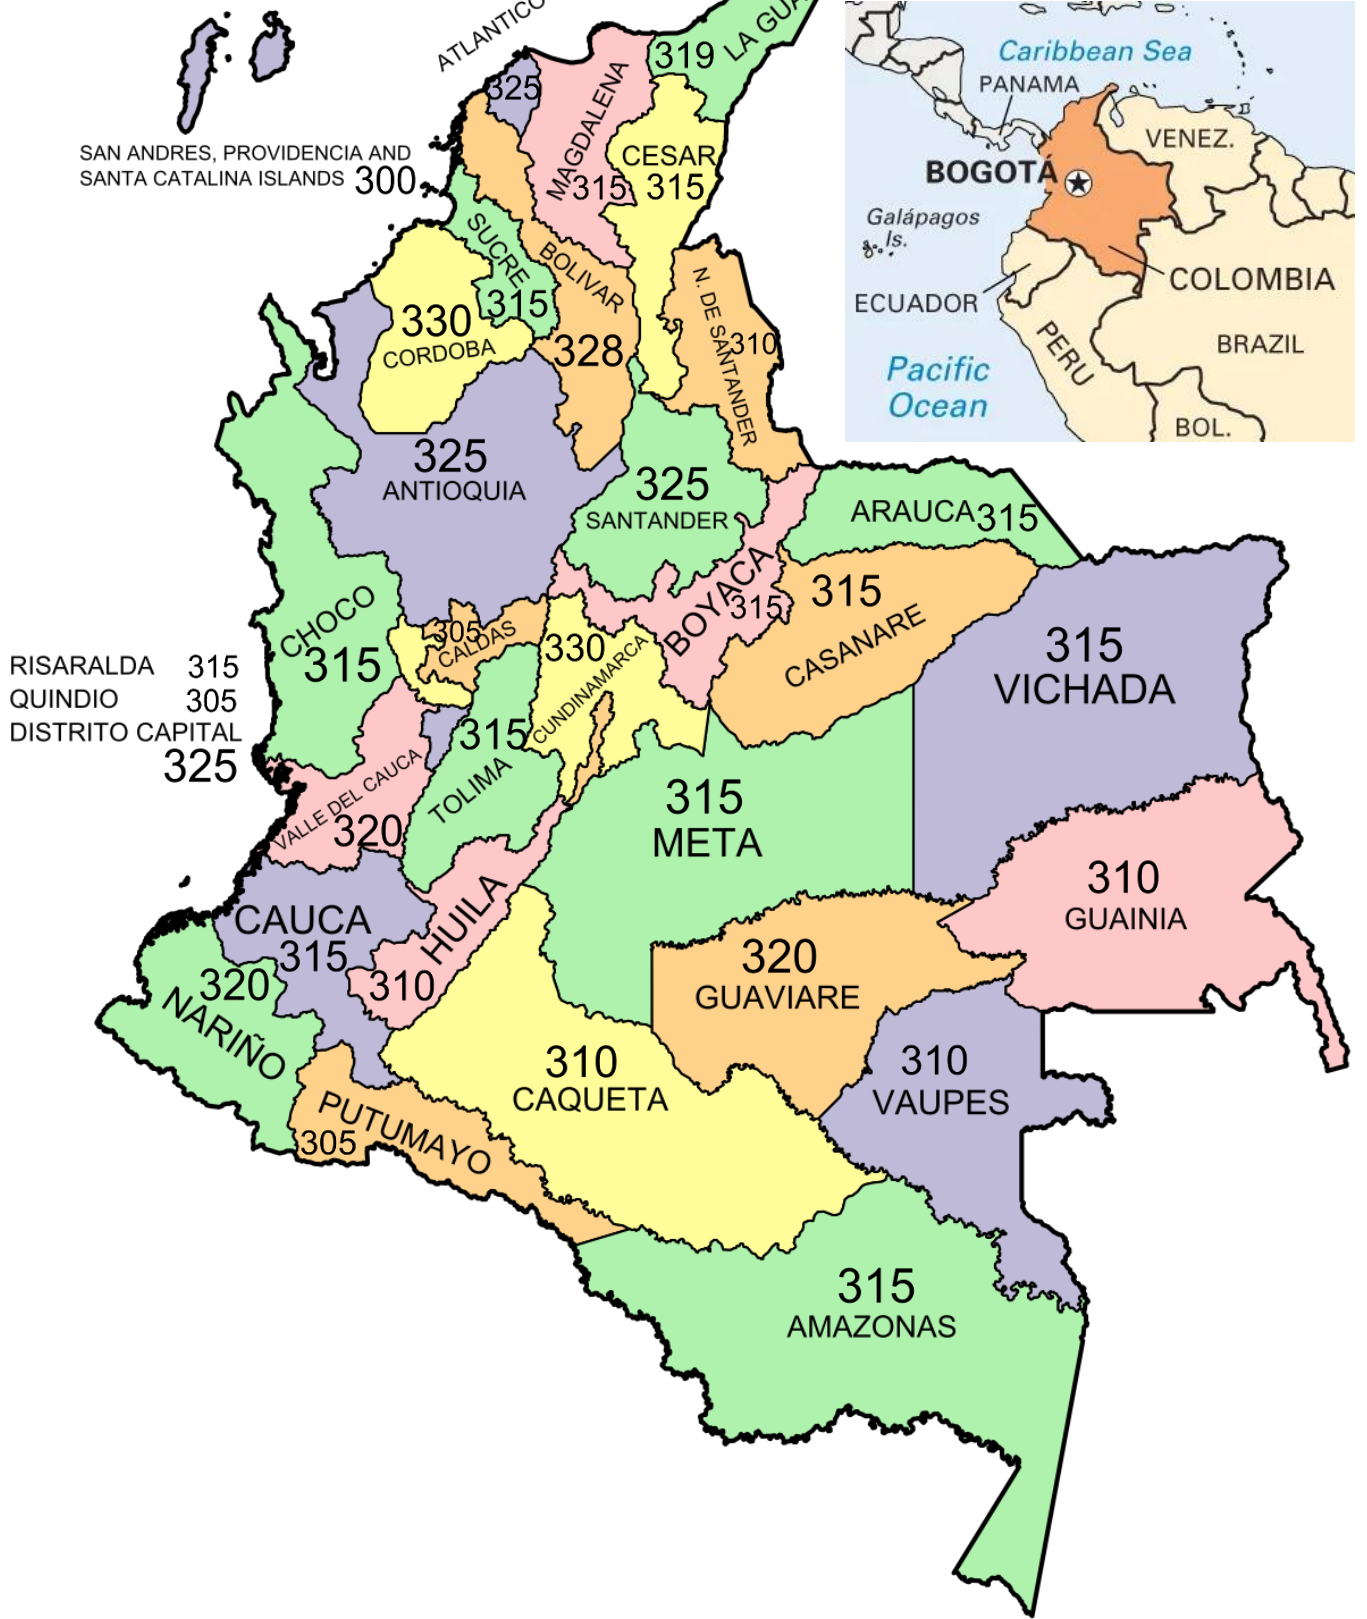 ATLANTICO
325
MAGDALENA
315
319
LA GUA
CESAR
315
SAN ANDRES, PROVIDENCIA AND
SANTA CATALINA ISLANDS 300
SUCRE
315
BOLIVAR
328
330
CORDOBA
N. DE SANTANDER
310
325
ANTIOQUIA
325
SANTANDER
ARAUCA 315
BOYACA
315
315
CASANARE
CHOCO
315
305
CALDAS
330
CUNDINAMARCA
315
VICHADA
RISARALDA 315
QUINDIO 305
DISTRITO CAPITAL
325
315
TOLIMA
VALLE DEL CAUCA
320
315
META
310
GUAINIA
CAUCA
315
HUILA
310
320
GUAVIARE
320
NARIÑO
310
CAQUETA
310
VAUPES
PUTUMAYO
305
315
AMAZONAS
Caribbean Sea
PANAMA
VENEZ.
BOGOTÁ
Galápagos
Is.
COLOMBIA
ECUADOR
PERU
BRAZIL
Pacific
Ocean
BOL.